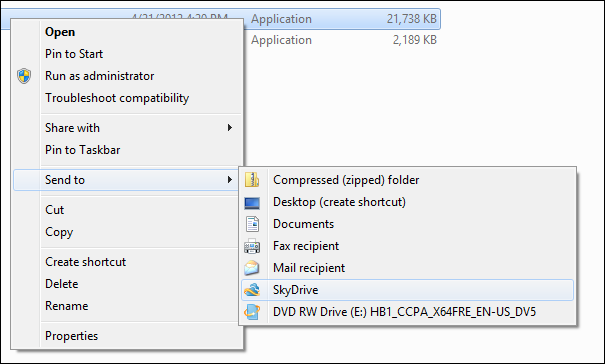 4/21/2012 4:20 PM Application 21,738 KB
Application 2,189 KB
Open
Pin to Start
Run as administrator
Troubleshoot compatibility
Share with
Pin to Taskbar
Send to
Cut
Copy
Create shortcut
Delete
Rename
Properties
Compressed (zipped) folder
Desktop (create shortcut)
Documents
Fax recipient
Mail recipient
SkyDrive
DVD RW Drive (E:) HB1_CCPA_X64FRE_EN-US_DV5